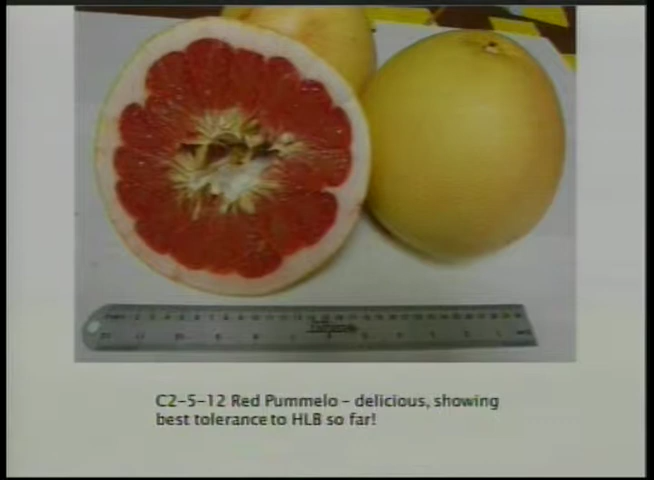 C2-5-12 Red Pummelo - delicious, showing
best tolerance to HLB so far!